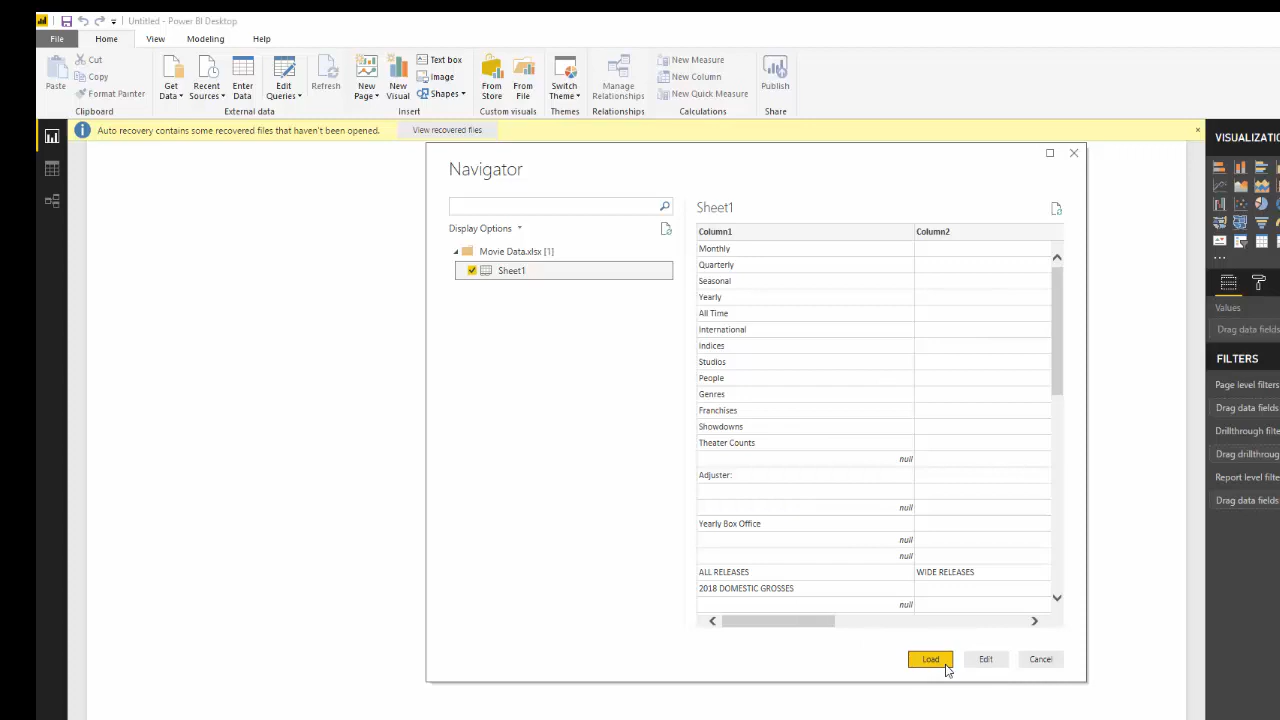 Untitled - Power BI Desktop
File Home View Modeling Help
Paste
Cut
Copy
Format Painter
Clipboard
Get Data
Recent Sources
Enter Data
Edit Queries
External data
Refresh
New Page
New Visual
Text box
Image
Shapes
Insert
From Store
From File
Custom visuals
Switch Theme
Themes
Manage Relationships
Relationships
New Measure
New Column
New Quick Measure
Calculations
Publish
Share
Auto recovery contains some recovered files that haven't been opened. View recovered files
Navigator
Display Options
Movie Data.xlsx [1]
Sheet1
Sheet1
Column1 Column2
Monthly
Quarterly
Seasonal
Yearly
All Time
International
Indices
Studios
People
Genres
Franchises
Showdowns
Theater Counts
null
Adjuster:
null
Yearly Box Office
null
null
ALL RELEASES WIDE RELEASES
2018 DOMESTIC GROSSES
null
Load Edit Cancel
VISUALIZATIO
Values
Drag data fields
FILTERS
Page level filters
Drag data fields
Drillthrough filte
Drag drillthroug
Report level filte
Drag data fields